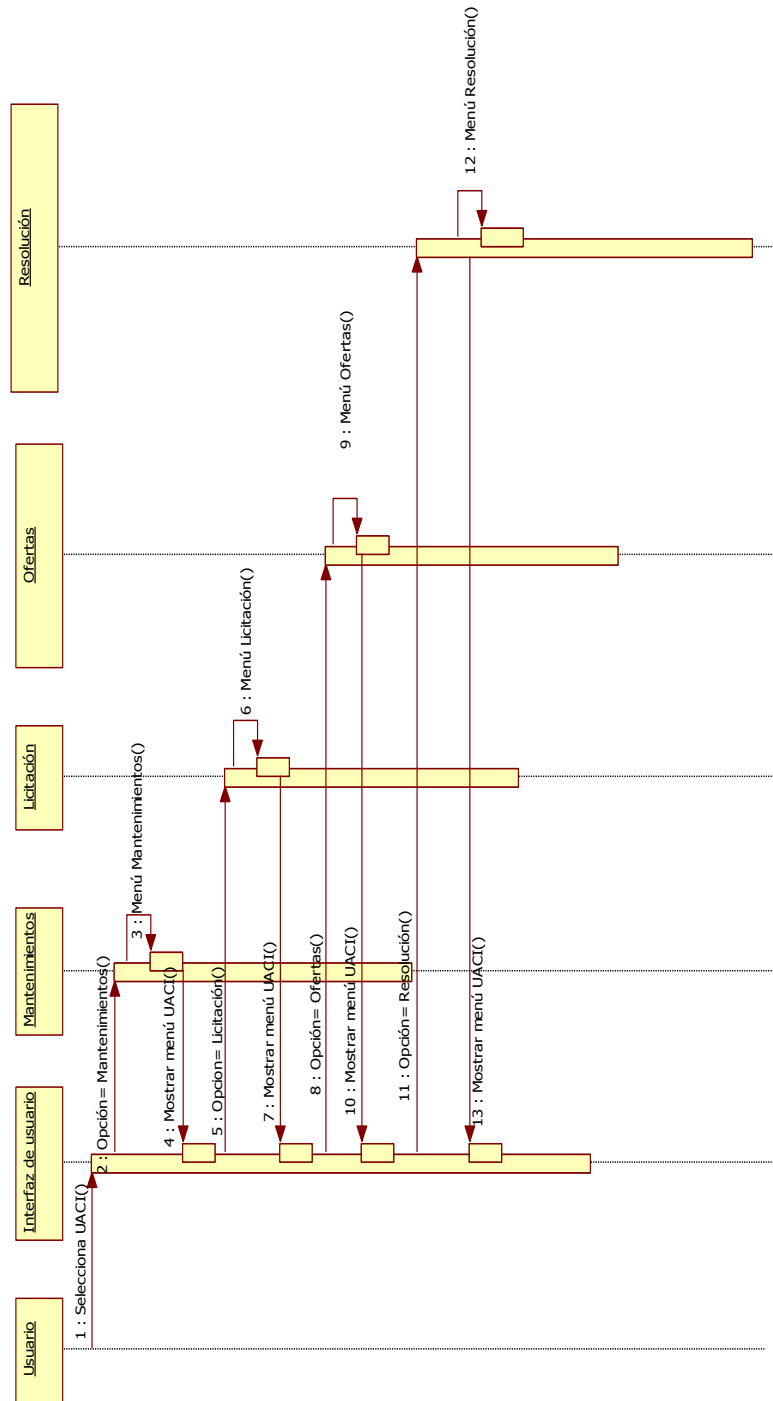 Usuario
Interfaz de usuario
Mantenimientos
Licitación
Ofertas
Resolución
1 : Selecciona UACI()
2 : Opción= Mantenimientos()
3 : Menú Mantenimientos()
4 : Mostrar menú UACI()
5 : Opcion= Licitación()
6 : Menú Licitación()
7 : Mostrar menú UACI()
8 : Opción= Ofertas()
9 : Menú Ofertas()
10 : Mostrar menú UACI()
11 : Opción= Resolución()
12 : Menú Resolución()
13 : Mostrar menú UACI()